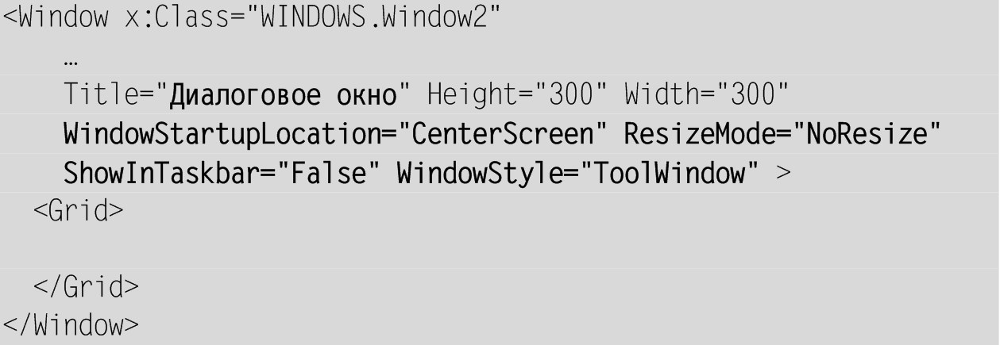 <Window x:Class="WINDOWS.Window2"
…
Title="Диалоговое окно" Height="300" Width="300"
WindowStartupLocation="CenterScreen" ResizeMode="NoResize"
ShowInTaskbar="False" WindowStyle="ToolWindow" >
<Grid>
</Grid>
</Window>